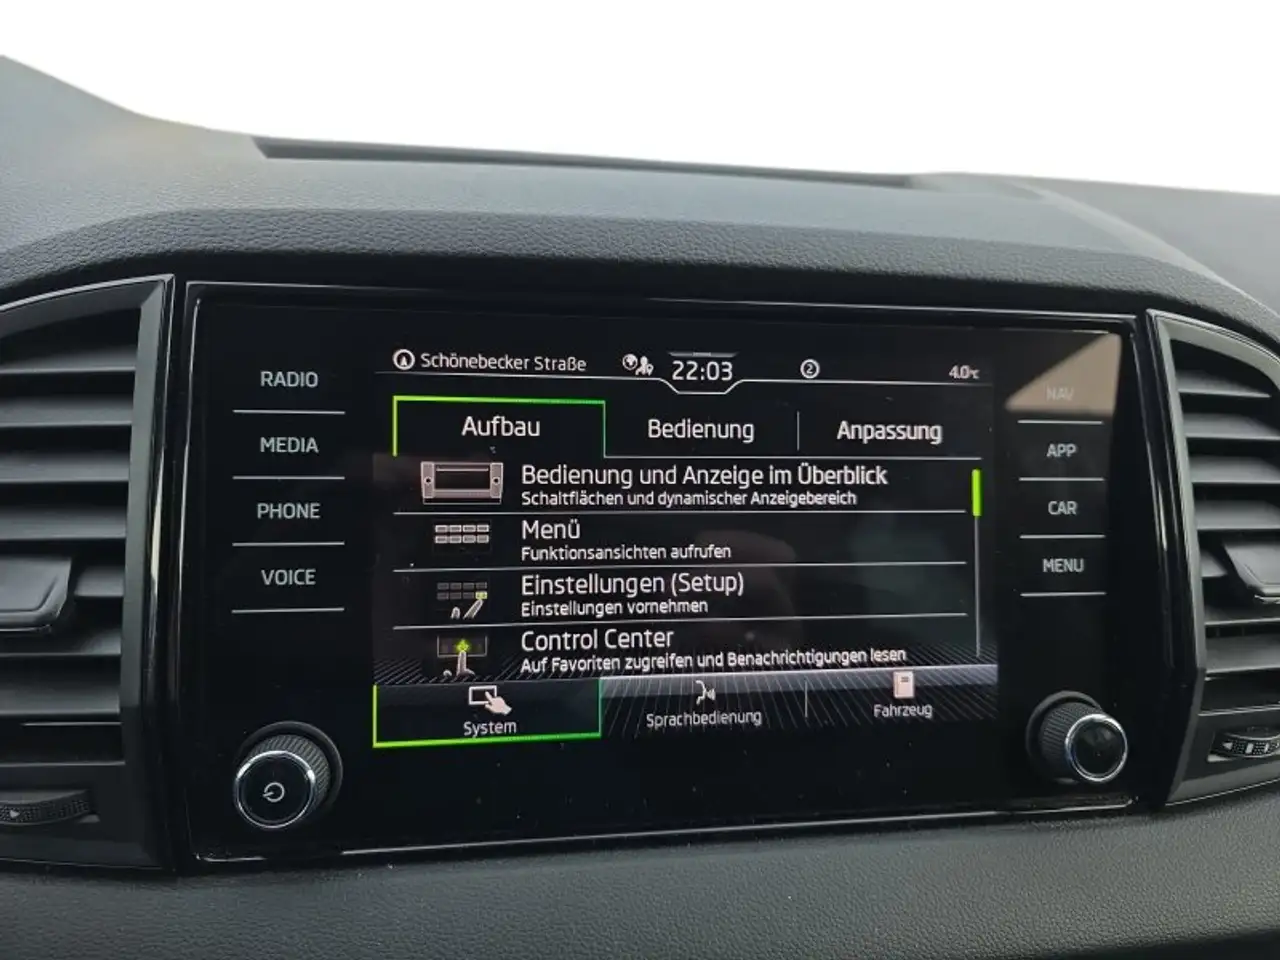 Schönebecker Straße
22:03
2
4.0°C
RADIO
MEDIA
PHONE
VOICE
Aufbau
Bedienung
Anpassung
Bedienung und Anzeige im Überblick
Schaltflächen und dynamischer Anzeigebereich
Menü
Funktionsansichten aufrufen
Einstellungen (Setup)
Einstellungen vornehmen
Control Center
Auf Favoriten zugreifen und Benachrichtigungen lesen
System
Sprachbedienung
Fahrzeug
NAV
APP
CAR
MENU